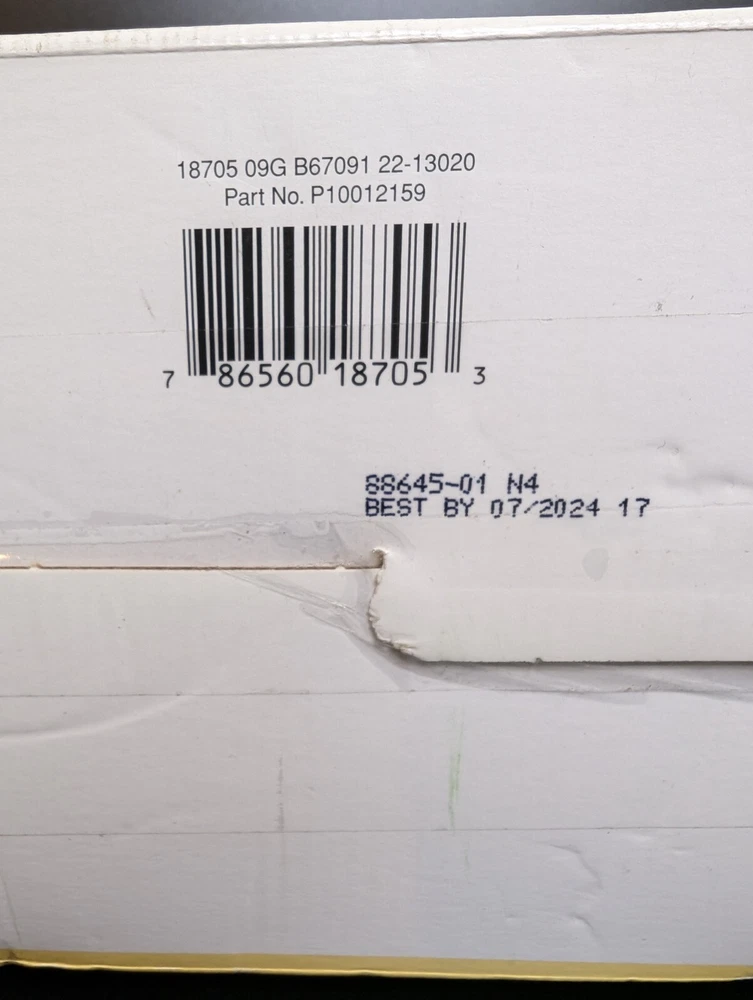 18705 09G B67091 22-13020
Part No. P10012159
7 86560 18705 3
88645-01 N4
BEST BY 07/2024 17